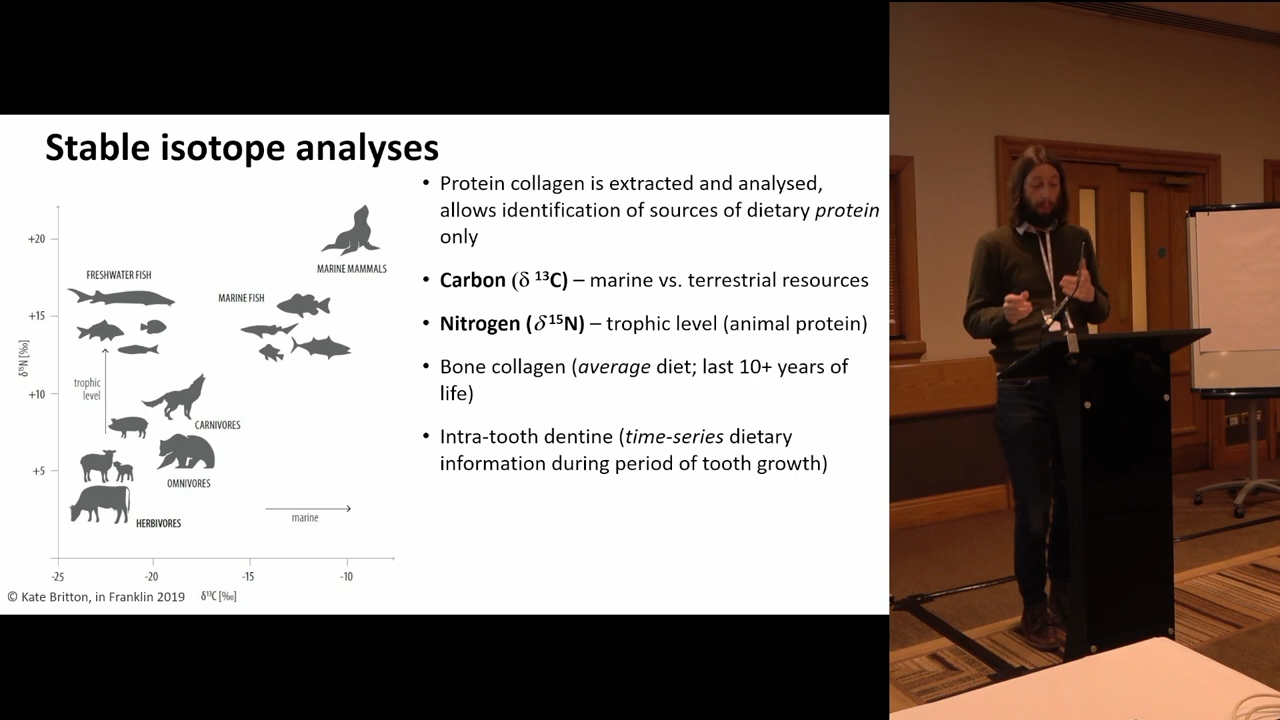 Stable isotope analyses
• Protein collagen is extracted and analysed,
allows identification of sources of dietary protein
only
• Carbon (δ ¹³C) – marine vs. terrestrial resources
• Nitrogen (δ¹⁵N) – trophic level (animal protein)
• Bone collagen (average diet; last 10+ years of
life)
• Intra-tooth dentine (time-series dietary
information during period of tooth growth)
+20
+15
+10
+5
δ¹⁵N [‰]
MARINE MAMMALS
FRESHWATER FISH
MARINE FISH
trophic
level
CARNIVORES
OMNIVORES
HERBIVORES
marine
-25
-20
-15
-10
δ¹³C [‰]
© Kate Britton, in Franklin 2019